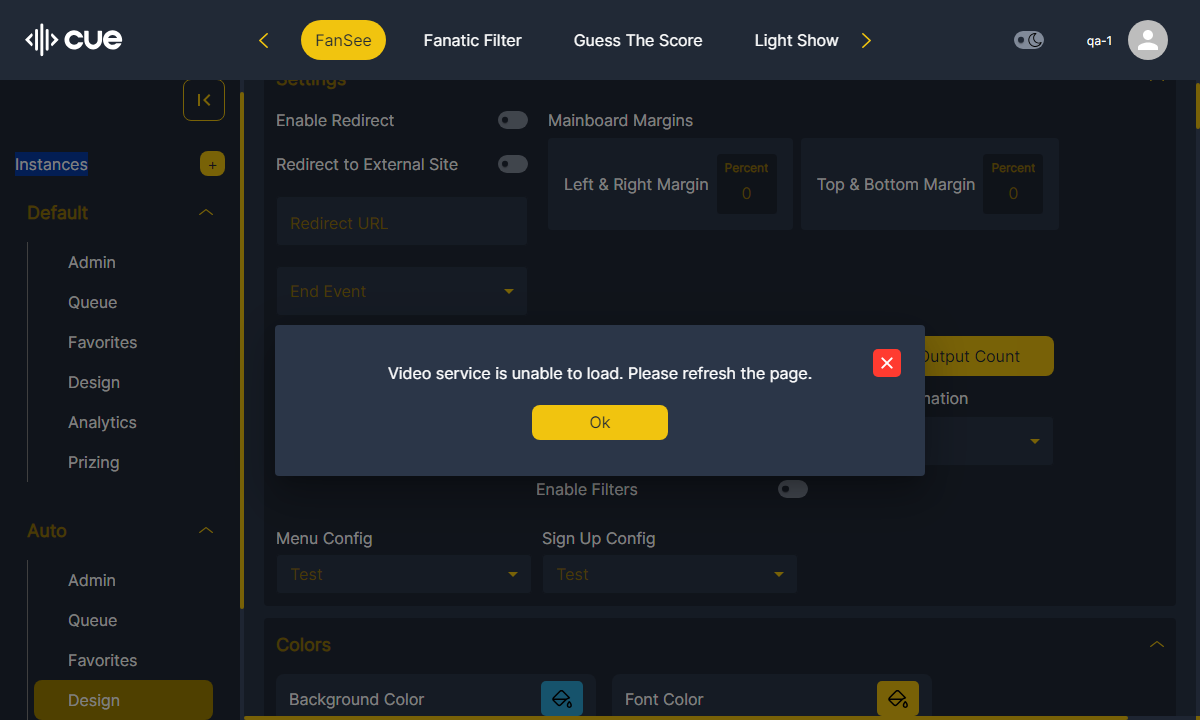 cue
FanSee
Fanatic Filter
Guess The Score
Light Show
qa-1
Settings
Instances
+
Default
Admin
Queue
Favorites
Design
Analytics
Prizing
Auto
Admin
Queue
Favorites
Design
Enable Redirect
Redirect to External Site
Redirect URL
End Event
Mainboard Margins
Left & Right Margin
Percent
0
Top & Bottom Margin
Percent
0
Output Count
Video service is unable to load. Please refresh the page.
Ok
Enable Filters
Menu Config
Test
Sign Up Config
Test
Colors
Background Color
Font Color